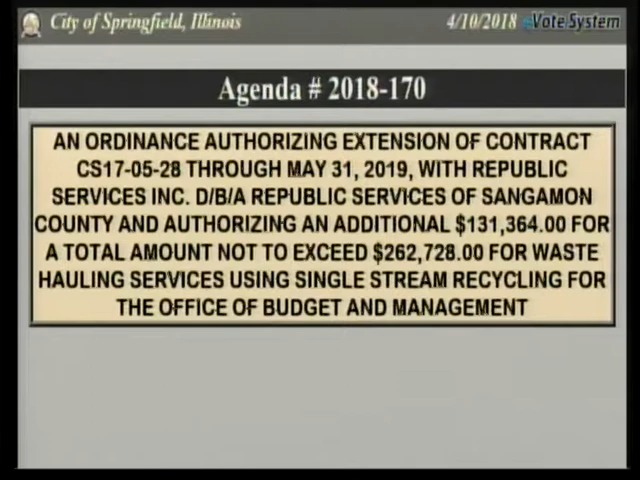 City of Springfield, Illinois
4/10/2018 eVote System
Agenda # 2018-170
AN ORDINANCE AUTHORIZING EXTENSION OF CONTRACT
CS17-05-28 THROUGH MAY 31, 2019, WITH REPUBLIC
SERVICES INC. D/B/A REPUBLIC SERVICES OF SANGAMON
COUNTY AND AUTHORIZING AN ADDITIONAL $131,364.00 FOR
A TOTAL AMOUNT NOT TO EXCEED $262,728.00 FOR WASTE
HAULING SERVICES USING SINGLE STREAM RECYCLING FOR
THE OFFICE OF BUDGET AND MANAGEMENT